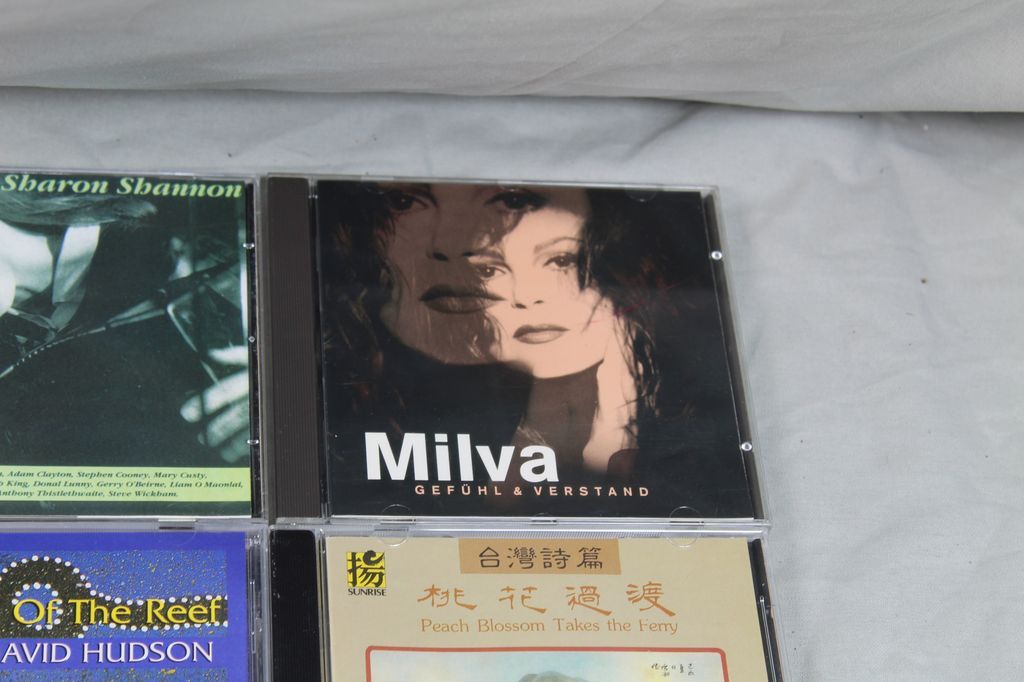 Sharon Shannon
Adam Clayton, Stephen Cooney, Mary Custy,
King, Donal Lunny, Gerry O'Beirne, Liam O Maonlai,
Anthony Thistlethwaite, Steve Wickham.
Milva
GEFÜHL & VERSTAND
Of The Reef
AVID HUDSON
揚
SUNRISE
台灣詩篇
桃花過渡
Peach Blossom Takes the Ferry